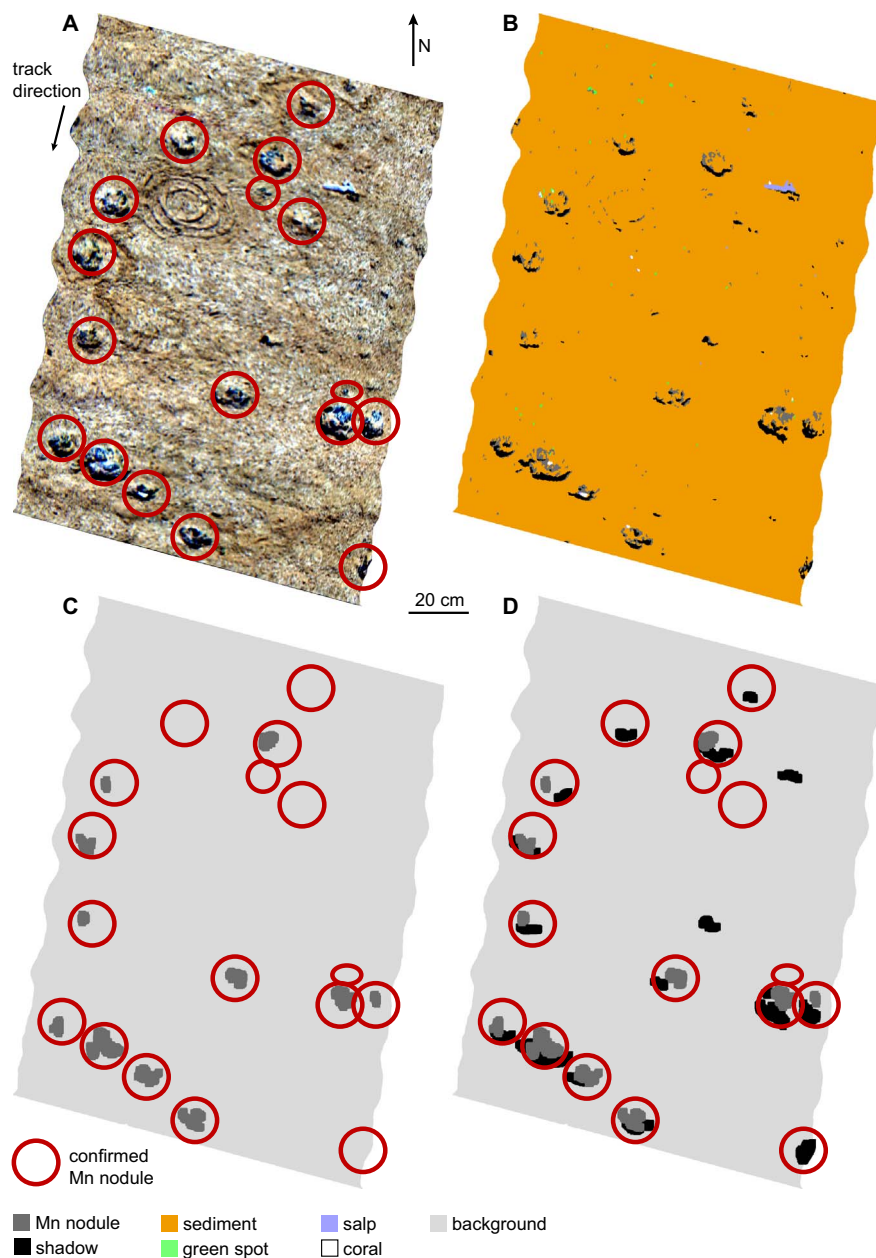 A
N
B
track
direction
C
20 cm
D
confirmed
Mn nodule
Mn nodule
sediment
salp
background
shadow
green spot
coral